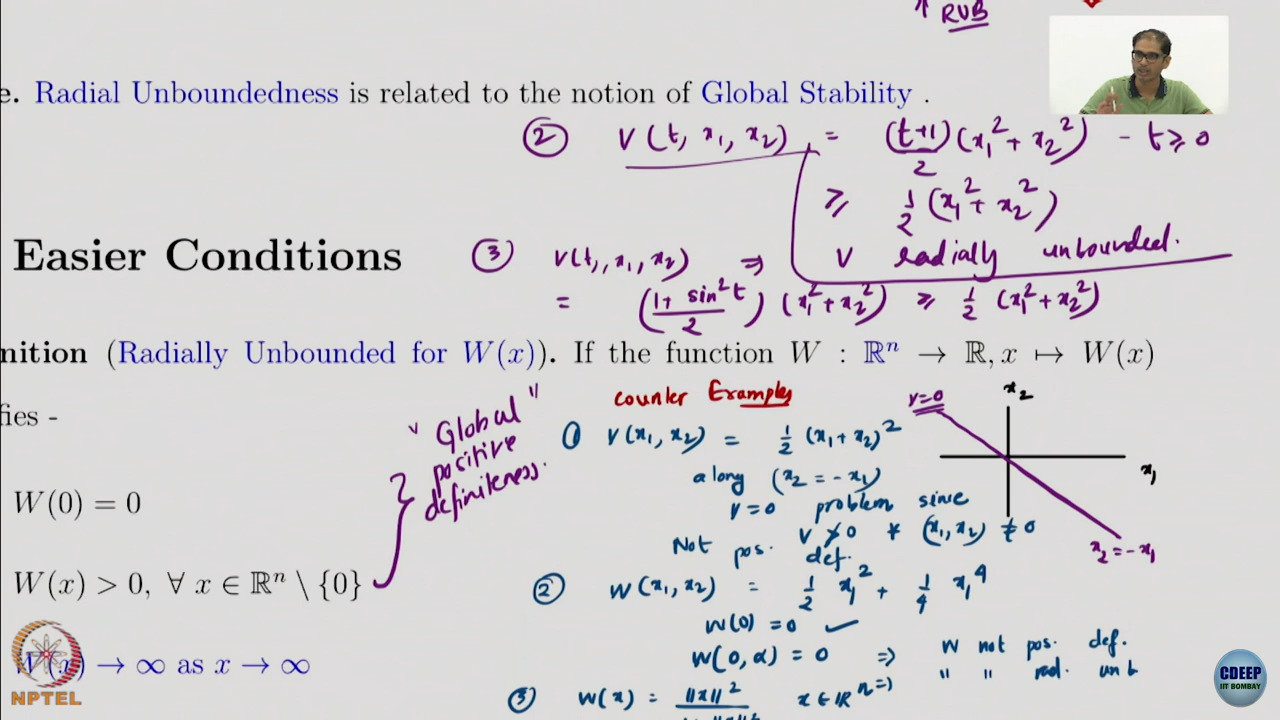 ↑ RUB
e. Radial Unboundedness is related to the notion of Global Stability .
② V(t, x₁, x₂) = (t+1)/2 (x₁² + x₂²) - t ≥ 0
≥ 1/2 (x₁² + x₂²)
⇒ V radially unbounded.
Easier Conditions
③ V(t, x₁, x₂)
= (1 + sin²t)/2 (x₁² + x₂²) ≥ 1/2 (x₁² + x₂²)
nition (Radially Unbounded for W(x)). If the function W : ℝⁿ → ℝ, x ↦ W(x)
fies -
"Global" positive definiteness.
counter Examples
① V(x₁, x₂) = 1/2 (x₁ + x₂)²
along (x₂ = -x₁)
V=0 problem since
V ≯ 0 ∀ (x₁, x₂) ≠ 0
Not pos. def.
V=0
x₂
x₁
x₂ = -x₁
W(0) = 0
W(x) > 0, ∀ x ∈ ℝⁿ \ {0}
W(x) → ∞ as x → ∞
② W(x₁, x₂) = 1/2 x₁² + 1/4 x₁⁴
W(0) = 0 ✓
W(0, α) = 0 ⇒ W not pos. def.
⇒ " " rad. unb
③ W(x) = ||x||² x ∈ ℝⁿ
NPTEL
CDEEP
IIT BOMBAY